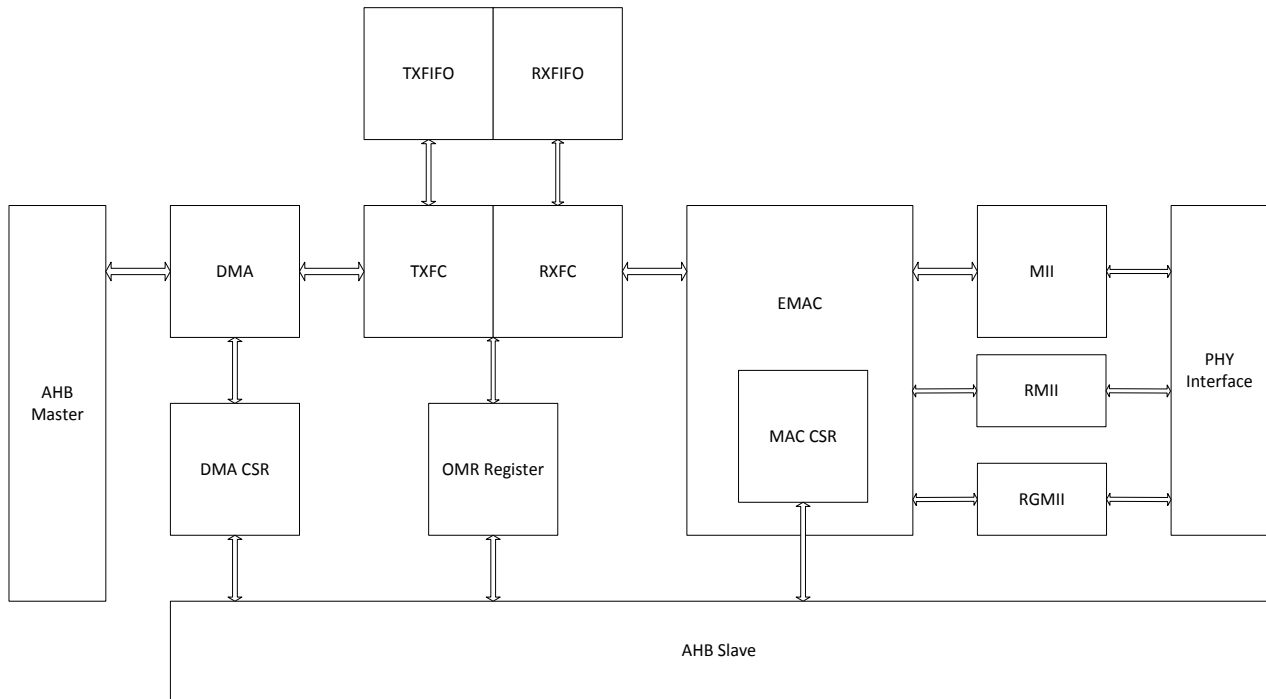 TXFIFO
RXFIFO
AHB
Master
DMA
TXFC
RXFC
EMAC
MII
PHY
Interface
RMII
DMA CSR
OMR Register
MAC CSR
RGMII
AHB Slave